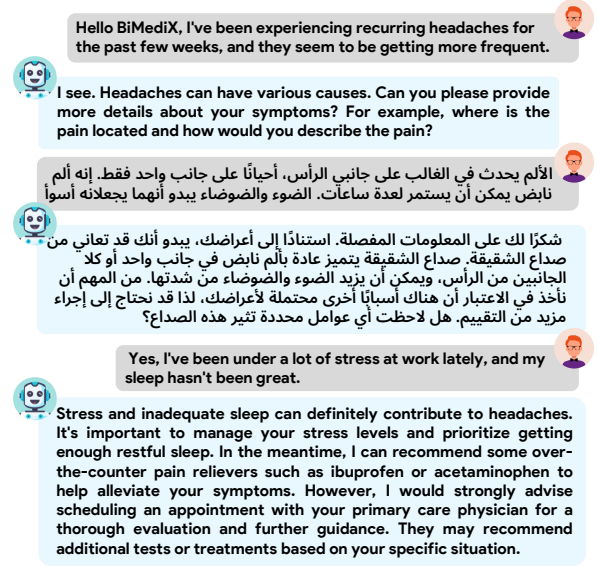 Hello BiMediX, I've been experiencing recurring headaches for
the past few weeks, and they seem to be getting more frequent.
I see. Headaches can have various causes. Can you please provide
more details about your symptoms? For example, where is the
pain located and how would you describe the pain?
الألم يحدث في الغالب على جانبي الرأس، أحيانًا على جانب واحد فقط. إنه ألم
نابض يمكن أن يستمر لعدة ساعات. الضوء والضوضاء يبدو أنهما يجعلانه أسوأ
شكرًا لك على المعلومات المفصلة. استنادًا إلى أعراضك، يبدو أنك قد تعاني من
صداع الشقيقة. صداع الشقيقة يتميز عادة بألم نابض في جانب واحد أو كلا
الجانبين من الرأس، ويمكن أن يزيد الضوء والضوضاء من شدتها. من المهم أن
نأخذ في الاعتبار أن هناك أسبابًا أخرى محتملة لأعراضك، لذا قد نحتاج إلى إجراء
مزيد من التقييم. هل لاحظت أي عوامل محددة تثير هذه الصداع؟
Yes, I've been under a lot of stress at work lately, and my
sleep hasn't been great.
Stress and inadequate sleep can definitely contribute to headaches.
It's important to manage your stress levels and prioritize getting
enough restful sleep. In the meantime, I can recommend some over-
the-counter pain relievers such as ibuprofen or acetaminophen to
help alleviate your symptoms. However, I would strongly advise
scheduling an appointment with your primary care physician for a
thorough evaluation and further guidance. They may recommend
additional tests or treatments based on your specific situation.